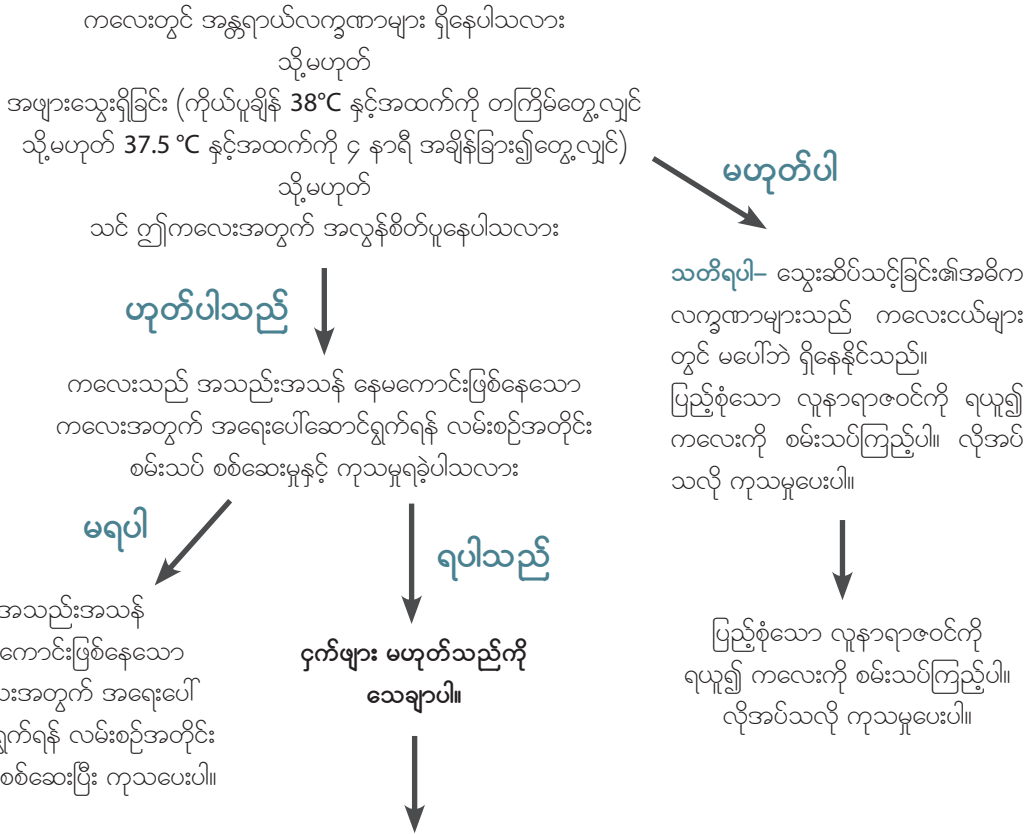 ကလေးတွင် အန္တရာယ်လက္ခဏာများ ရှိနေပါသလား
သို့မဟုတ်
အဖျားသွေးရှိခြင်း (ကိုယ်ပူချိန် 38°C နှင့်အထက်ကို တကြိမ်တွေ့လျှင်
သို့မဟုတ် 37.5 °C နှင့်အထက်ကို ၄ နာရီ အချိန်ခြား၍တွေ့လျှင်)
သို့မဟုတ်
သင် ဤကလေးအတွက် အလွန်စိတ်ပူနေပါသလား
မဟုတ်ပါ
သတိရပါ– သွေးဆိပ်သင့်ခြင်း၏အဓိက
လက္ခဏာများသည် ကလေးငယ်များ
တွင် မပေါ်ဘဲ ရှိနေနိုင်သည်။
ပြည့်စုံသော လူနာရာဇဝင်ကို ရယူ၍
ကလေးကို စမ်းသပ်ကြည့်ပါ။ လိုအပ်
သလို ကုသမှုပေးပါ။
ဟုတ်ပါသည်
ကလေးသည် အသည်းအသန် နေမကောင်းဖြစ်နေသော
ကလေးအတွက် အရေးပေါ်ဆောင်ရွက်ရန် လမ်းစဉ်အတိုင်း
စမ်းသပ် စစ်ဆေးမှုနှင့် ကုသမှုရခဲ့ပါသလား
မရပါ
ရပါသည်
အသည်းအသန်
ကောင်းဖြစ်နေသော
အတွက် အရေးပေါ်
လမ်းစဉ်အတိုင်း
စစ်ဆေးပြီး ကုသပေးပါ။
ငှက်ဖျား မဟုတ်သည်ကို
သေချာပါ။
ပြည့်စုံသော လူနာရာဇဝင်ကို
ရယူ၍ ကလေးကို စမ်းသပ်ကြည့်ပါ။
လိုအပ်သလို ကုသမှုပေးပါ။